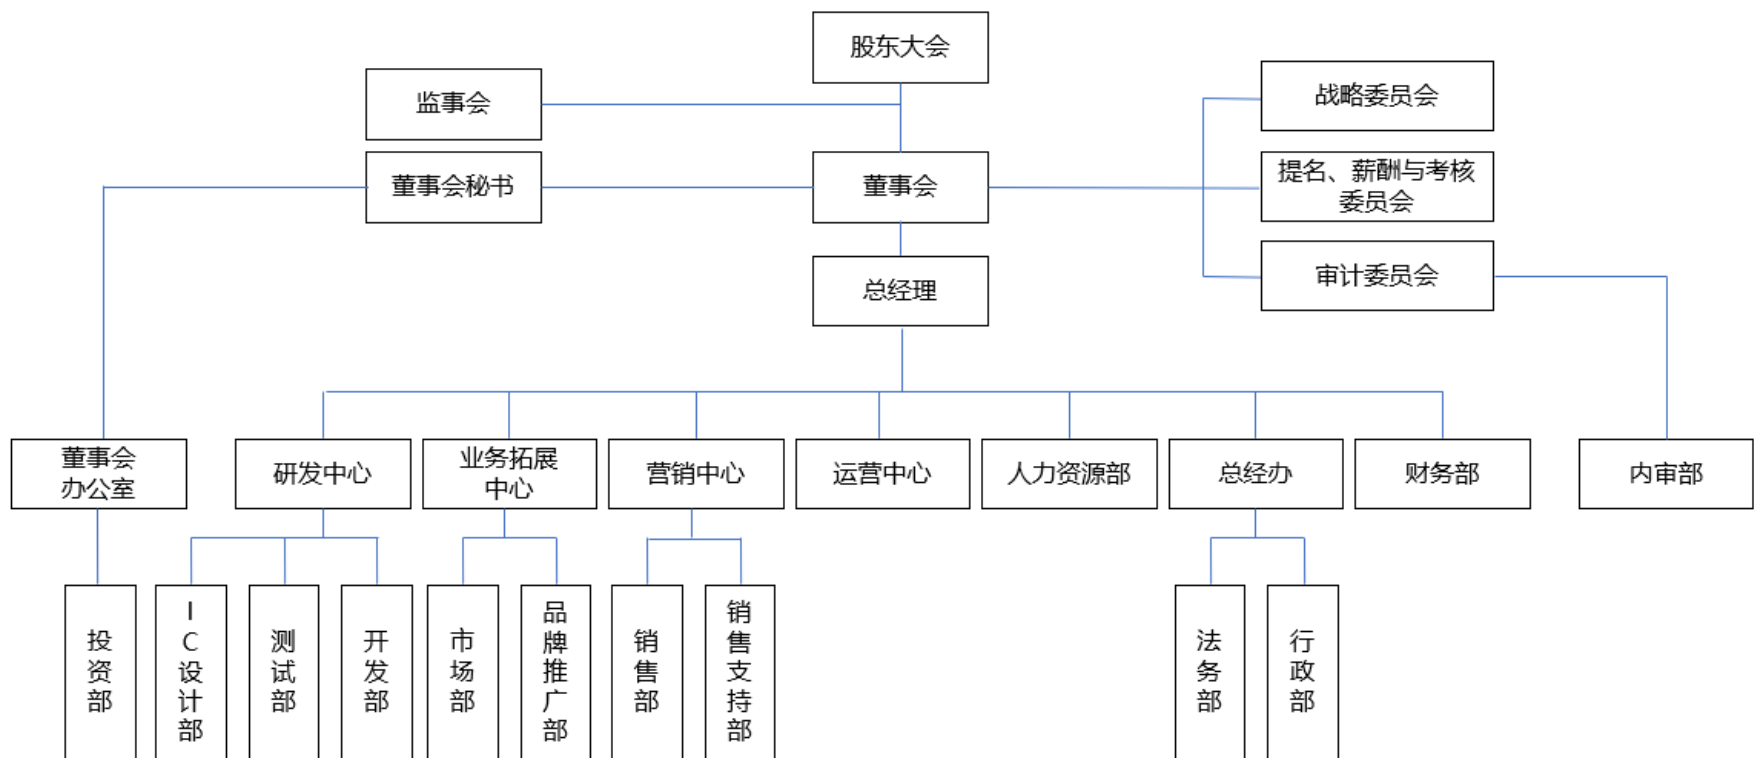 股东大会
监事会
战略委员会
董事会秘书
董事会
提名、薪酬与考核
委员会
总经理
审计委员会
董事会
办公室
研发中心
业务拓展
中心
营销中心
运营中心
人力资源部
总经办
财务部
内审部
投资部
IC设计部
测试部
开发部
市场部
品牌推广部
销售部
销售支持部
法务部
行政部